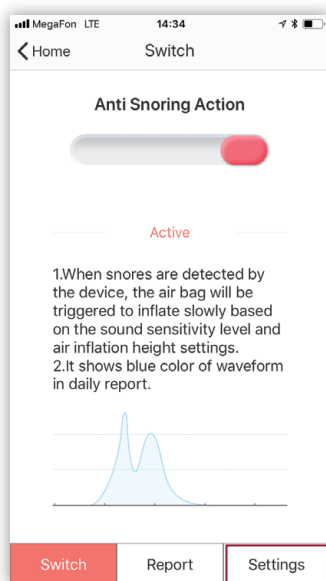 MegaFon LTE 14:34
Home Switch
Anti Snoring Action
Active
1.When snores are detected by
the device, the air bag will be
triggered to inflate slowly based
on the sound sensitivity level and
air inflation height settings.
2.It shows blue color of waveform
in daily report.
Switch Report Settings